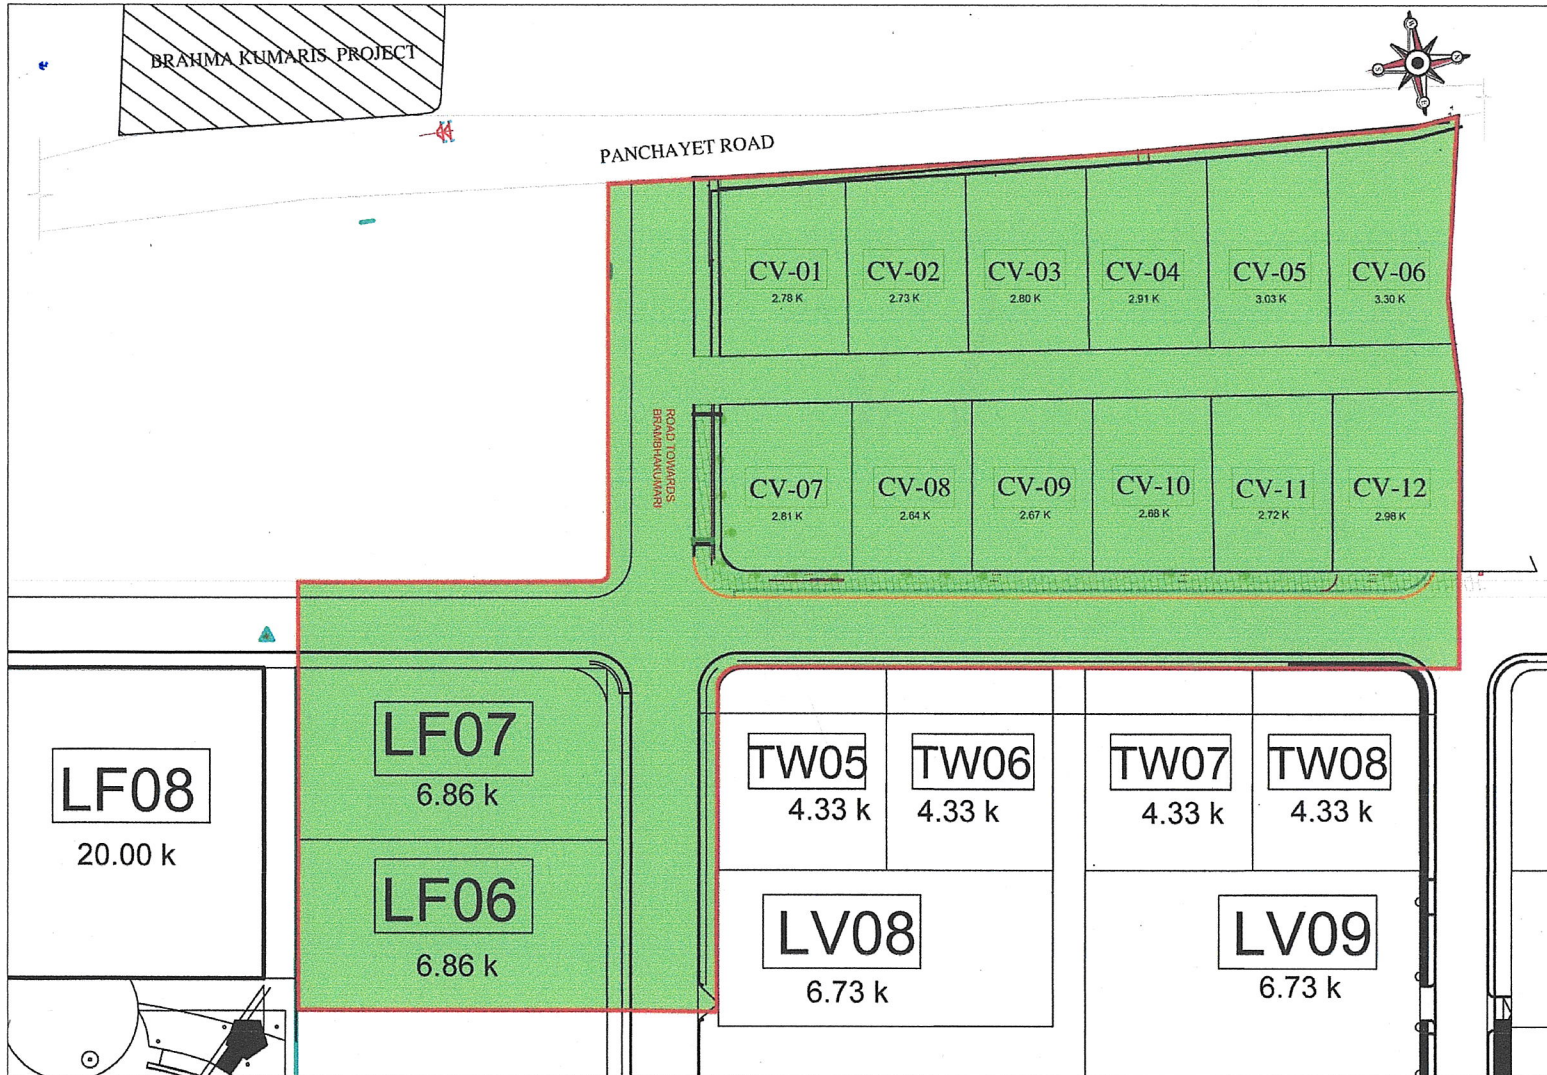 BRAHMA KUMARIS PROJECT
PANCHAYET ROAD
CV-01
2.78 K
CV-02
2.73 K
CV-03
2.80 K
CV-04
2.91 K
CV-05
3.03 K
CV-06
3.30 K
ROAD TOWARDS
BRAMBHAKUMARI
CV-07
2.81 K
CV-08
2.64 K
CV-09
2.67 K
CV-10
2.68 K
CV-11
2.72 K
CV-12
2.98 K
LF08
20.00 k
LF07
6.86 k
LF06
6.86 k
TW05
4.33 k
TW06
4.33 k
TW07
4.33 k
TW08
4.33 k
LV08
6.73 k
LV09
6.73 k